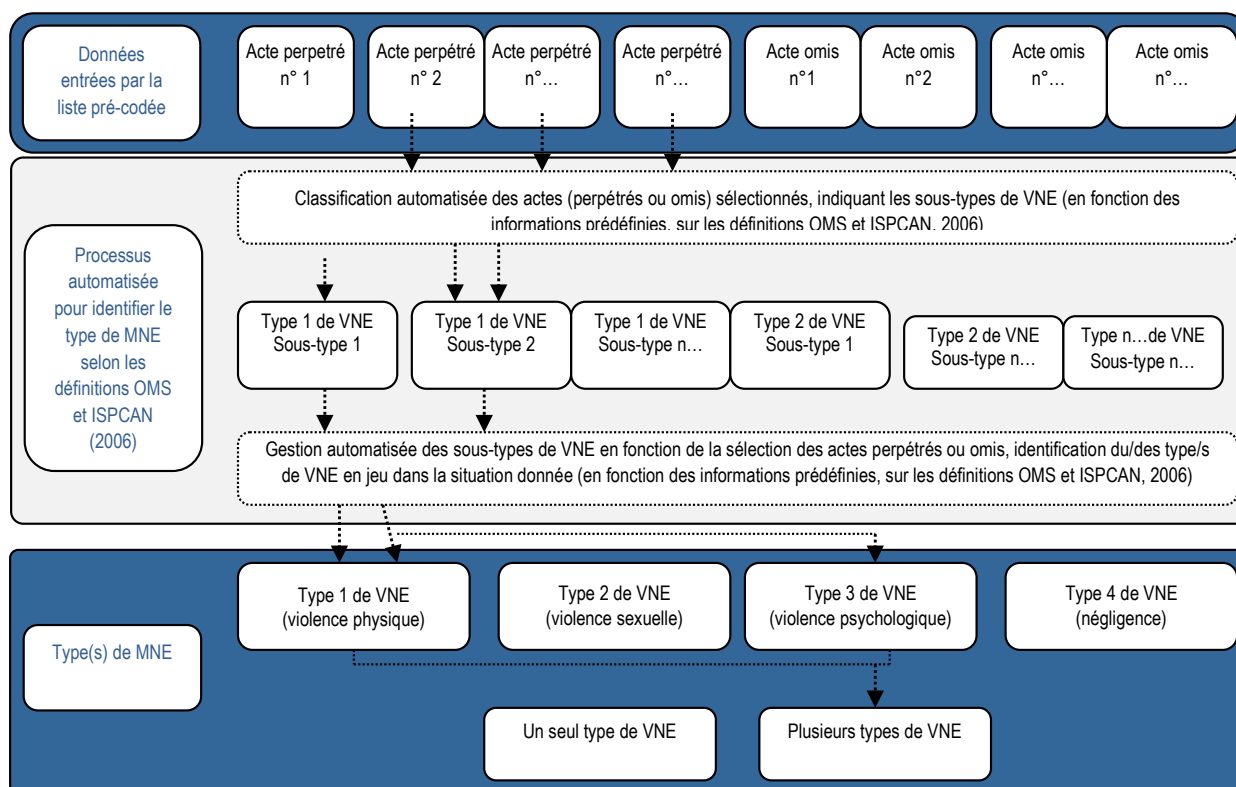 Données
entrées par la
liste pré-codée
Acte perpetré
n° 1
Acte perpétré
n° 2
Acte perpétré
n°…
Acte perpétré
n°…
Acte omis
n°1
Acte omis
n°2
Acte omis
n°…
Acte omis
n°…
Processus
automatisée
pour identifier le
type de MNE
selon les
définitions OMS
et ISPCAN
(2006)
Classification automatisée des actes (perpétrés ou omis) sélectionnés, indiquant les sous-types de VNE (en fonction des
informations prédéfinies, sur les définitions OMS et ISPCAN, 2006)
Type 1 de VNE
Sous-type 1
Type 1 de VNE
Sous-type 2
Type 1 de VNE
Sous-type n…
Type 2 de VNE
Sous-type 1
Type 2 de VNE
Sous-type n…
Type n…de VNE
Sous-type n…
Gestion automatisée des sous-types de VNE en fonction de la sélection des actes perpétrés ou omis, identification du/des type/s
de VNE en jeu dans la situation donnée (en fonction des informations prédéfinies, sur les définitions OMS et ISPCAN, 2006)
Type(s) de MNE
Type 1 de VNE
(violence physique)
Type 2 de VNE
(violence sexuelle)
Type 3 de VNE
(violence psychologique)
Type 4 de VNE
(négligence)
Un seul type de VNE
Plusieurs types de VNE